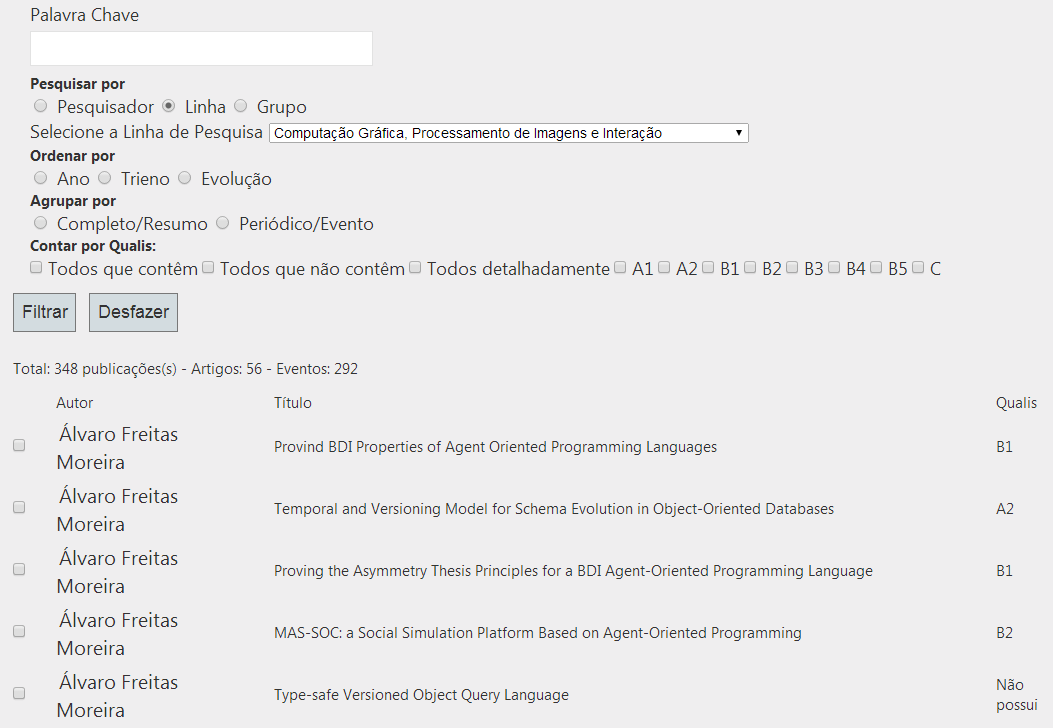 Palavra Chave
Pesquisar por
Pesquisador Linha Grupo
Selecione a Linha de Pesquisa Computação Gráfica, Processamento de Imagens e Interação
Ordenar por
Ano Trieno Evolução
Agrupar por
Completo/Resumo Periódico/Evento
Contar por Qualis:
Todos que contêm Todos que não contêm Todos detalhadamente A1 A2 B1 B2 B3 B4 B5 C
Filtrar Desfazer
Total: 348 publicações(s) - Artigos: 56 - Eventos: 292
Autor Título Qualis
Álvaro Freitas
Moreira
Provind BDI Properties of Agent Oriented Programming Languages
B1
Álvaro Freitas
Moreira
Temporal and Versioning Model for Schema Evolution in Object-Oriented Databases
A2
Álvaro Freitas
Moreira
Proving the Asymmetry Thesis Principles for a BDI Agent-Oriented Programming Language
B1
Álvaro Freitas
Moreira
MAS-SOC: a Social Simulation Platform Based on Agent-Oriented Programming
B2
Álvaro Freitas
Moreira
Type-safe Versioned Object Query Language
Não
possui